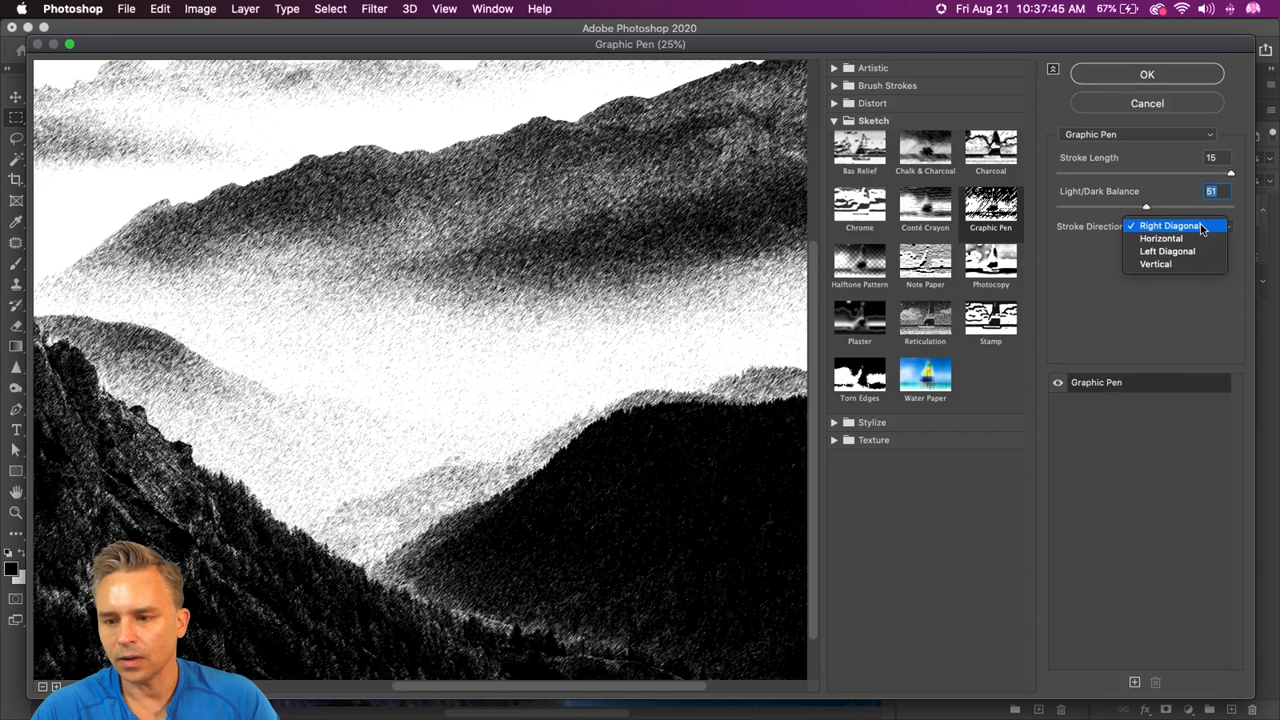 Photoshop File Edit Image Layer Type Select Filter 3D View Window Help 67% Fri Aug 21 10:37:45
Adobe Photoshop 2020
Graphic Pen (25%)
Artistic
Brush Strokes
Distort
Sketch
Bas Relief Chalk & Charcoal Charcoal
Chrome Conté Crayon Graphic Pen
Halftone Pattern Note Paper Photocopy
Plaster Reticulation Stamp
Torn Edges Water Paper
Stylize
Texture
OK
Cancel
Graphic Pen
Stroke Length 15
Light/Dark Balance 51
Stroke Direction ✓ Right Diagonal
Horizontal
Left Diagonal
Vertical
Graphic Pen
fx